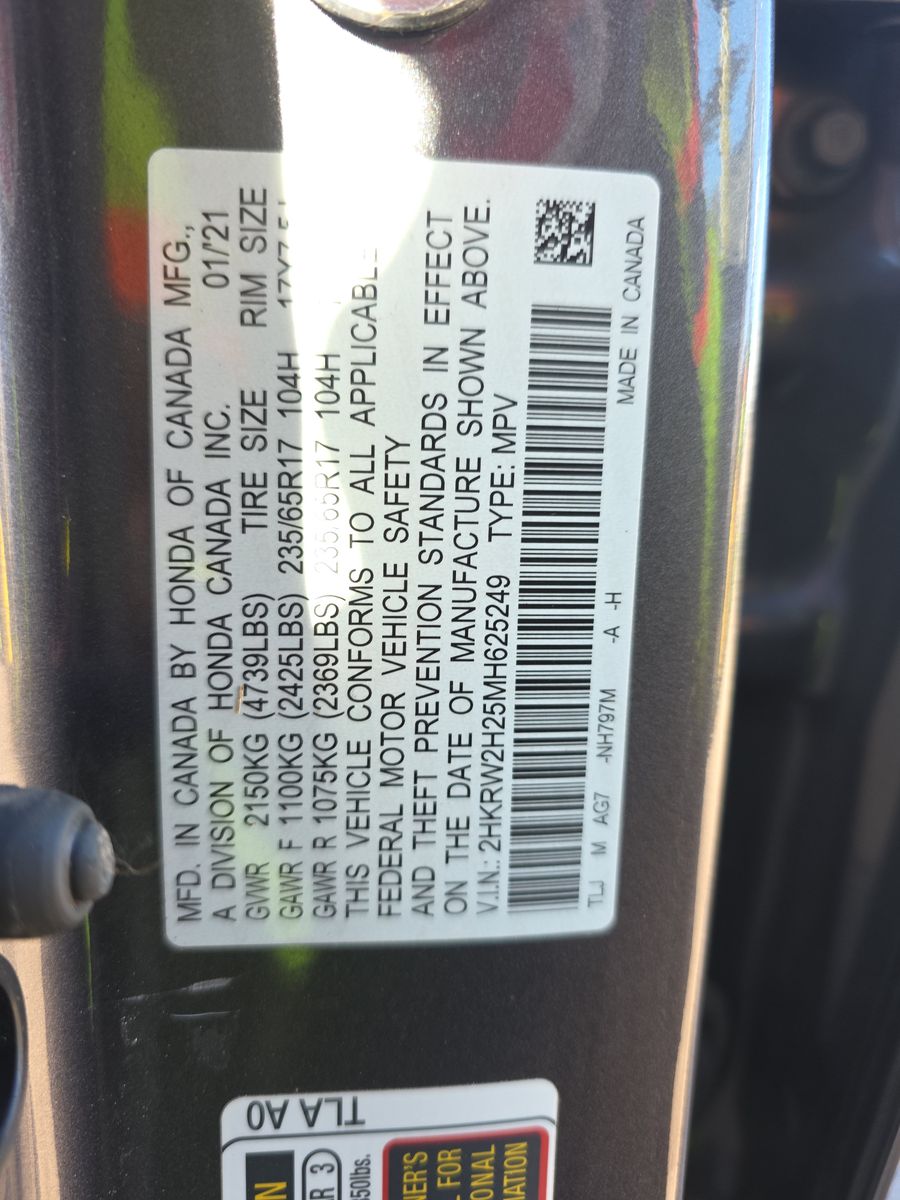 MFD. IN CANADA BY HONDA OF CANADA MFG.,
A DIVISION OF HONDA CANADA INC. 01/'21
GVWR 2150KG (4739LBS) TIRE SIZE RIM SIZE
GAWR F 1100KG (2425LBS) 235/65R17 104H
GAWR R 1075KG (2369LBS) 235/65R17 104H
THIS VEHICLE CONFORMS TO ALL APPLICABLE
FEDERAL MOTOR VEHICLE SAFETY
AND THEFT PREVENTION STANDARDS IN EFFECT
ON THE DATE OF MANUFACTURE SHOWN ABOVE.
V.I.N.: 2HKRW2H25MH625249 TYPE: MPV
TLJ M AG7 -NH797M -A -H MADE IN CANADA
TLA A0
3
350lbs.